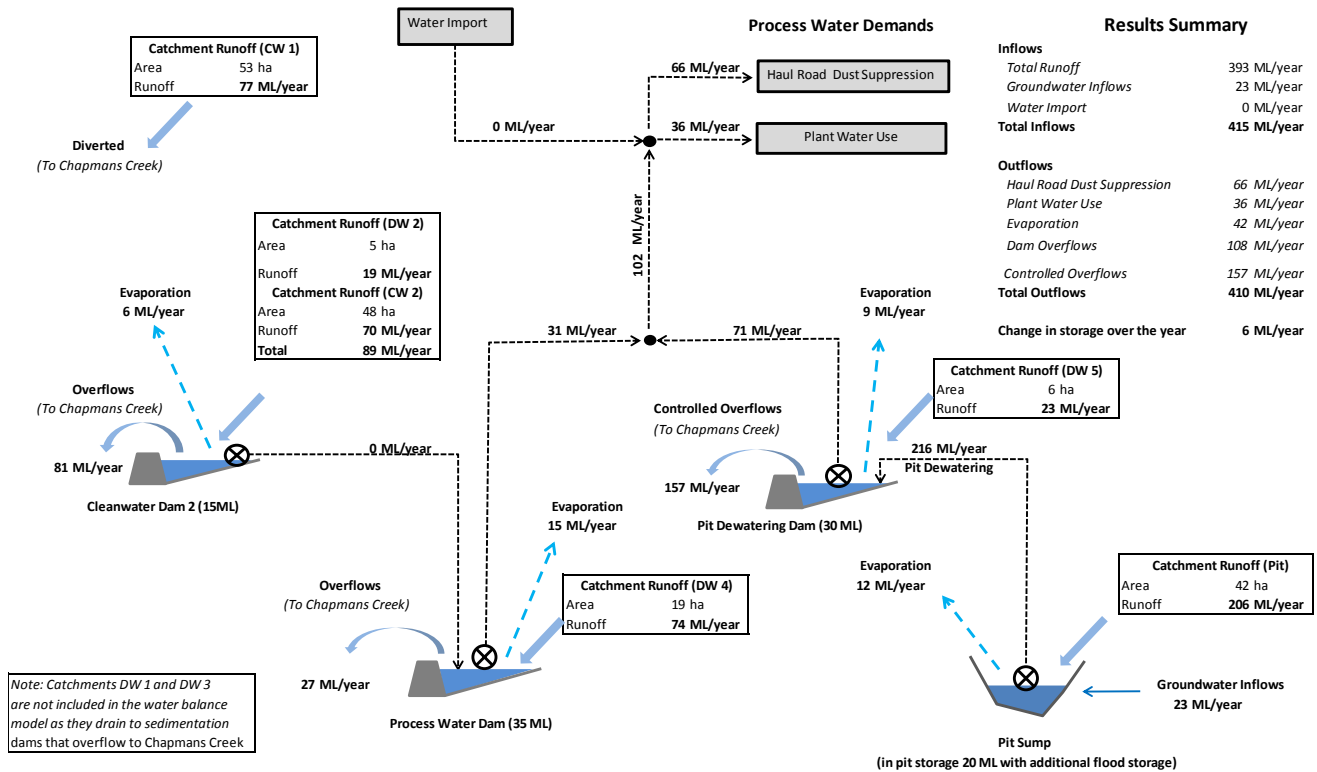 Water Import
Process Water Demands
Results Summary
Catchment Runoff (CW 1)
Area 53 ha
Runoff 77 ML/year
Diverted
(To Chapmans Creek)
0 ML/year
66 ML/year
Haul Road Dust Suppression
36 ML/year
Plant Water Use
102 ML/year
Inflows
Total Runoff 393 ML/year
Groundwater Inflows 23 ML/year
Water Import 0 ML/year
Total Inflows 415 ML/year
Outflows
Haul Road Dust Suppression 66 ML/year
Plant Water Use 36 ML/year
Evaporation 42 ML/year
Dam Overflows 108 ML/year
Controlled Overflows 157 ML/year
Total Outflows 410 ML/year
Change in storage over the year 6 ML/year
Catchment Runoff (DW 2)
Area 5 ha
Runoff 19 ML/year
Catchment Runoff (CW 2)
Area 48 ha
Runoff 70 ML/year
Total 89 ML/year
Evaporation
6 ML/year
Overflows
(To Chapmans Creek)
81 ML/year
Cleanwater Dam 2 (15ML)
0 ML/year
31 ML/year
71 ML/year
Evaporation
9 ML/year
Catchment Runoff (DW 5)
Area 6 ha
Runoff 23 ML/year
Controlled Overflows
(To Chapmans Creek)
157 ML/year
216 ML/year
Pit Dewatering
Pit Dewatering Dam (30 ML)
Evaporation
15 ML/year
Overflows
(To Chapmans Creek)
Catchment Runoff (DW 4)
Area 19 ha
Runoff 74 ML/year
27 ML/year
Process Water Dam (35 ML)
Evaporation
12 ML/year
Catchment Runoff (Pit)
Area 42 ha
Runoff 206 ML/year
Groundwater Inflows
23 ML/year
Pit Sump
(in pit storage 20 ML with additional flood storage)
Note: Catchments DW 1 and DW 3
are not included in the water balance
model as they drain to sedimentation
dams that overflow to Chapmans Creek